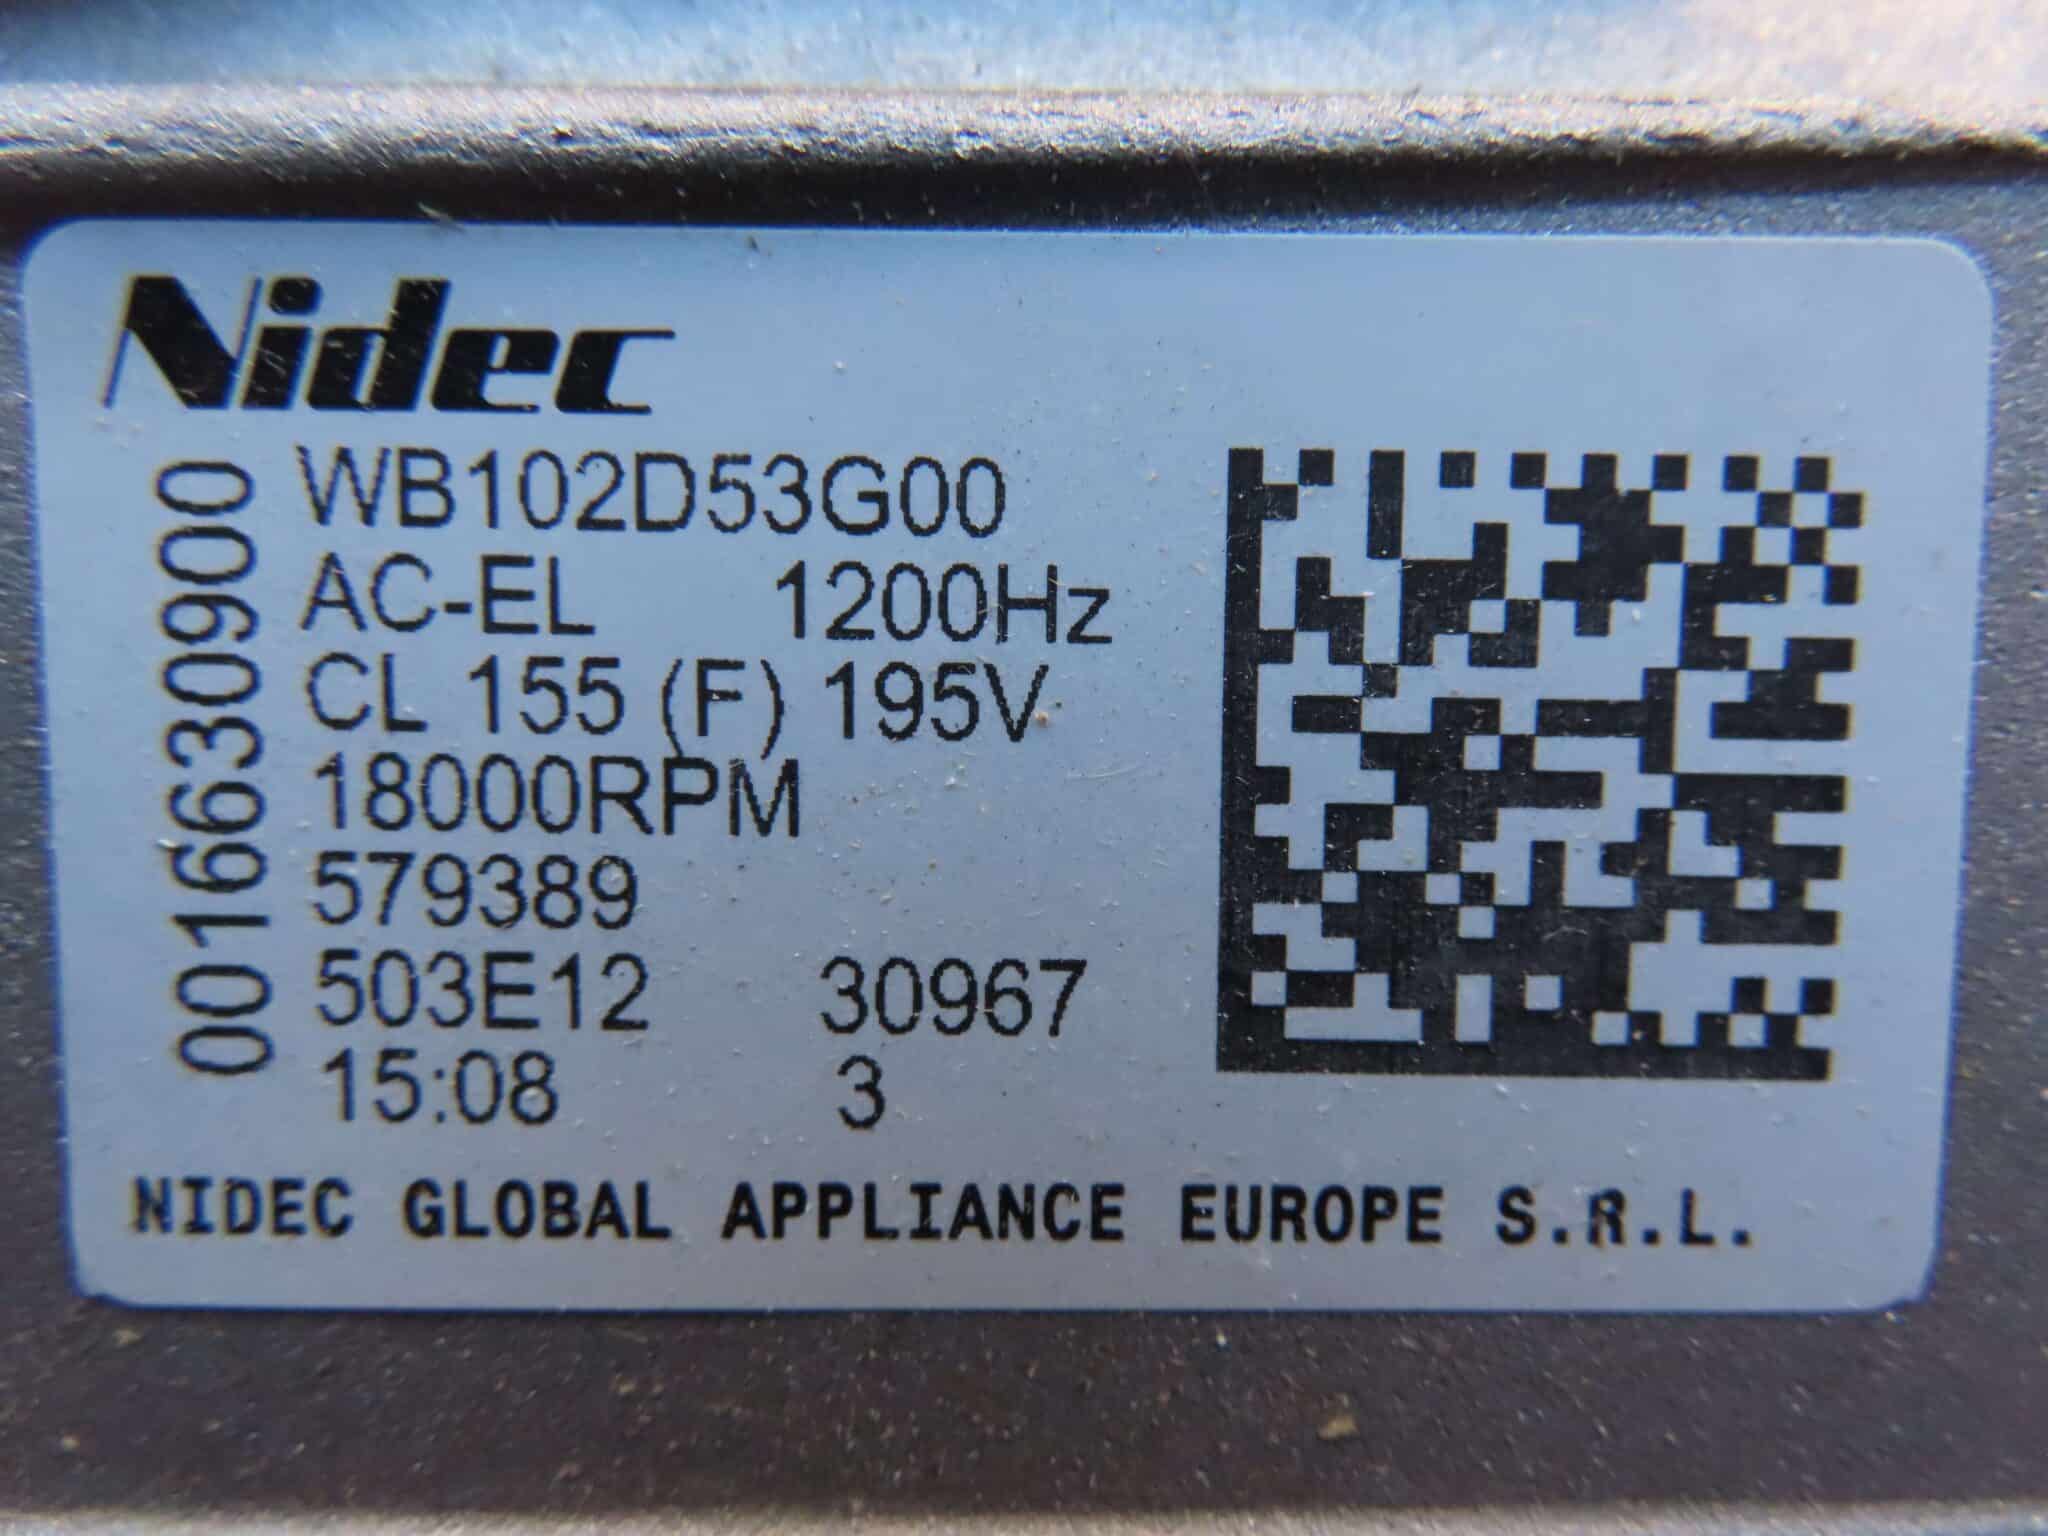 Nidec
00166630900
WB102D53G00
AC-EL 1200Hz
CL 155 (F) 195V
18000RPM
579389
503E12 30967
15:08 3
NIDEC GLOBAL APPLIANCE EUROPE S.R.L.